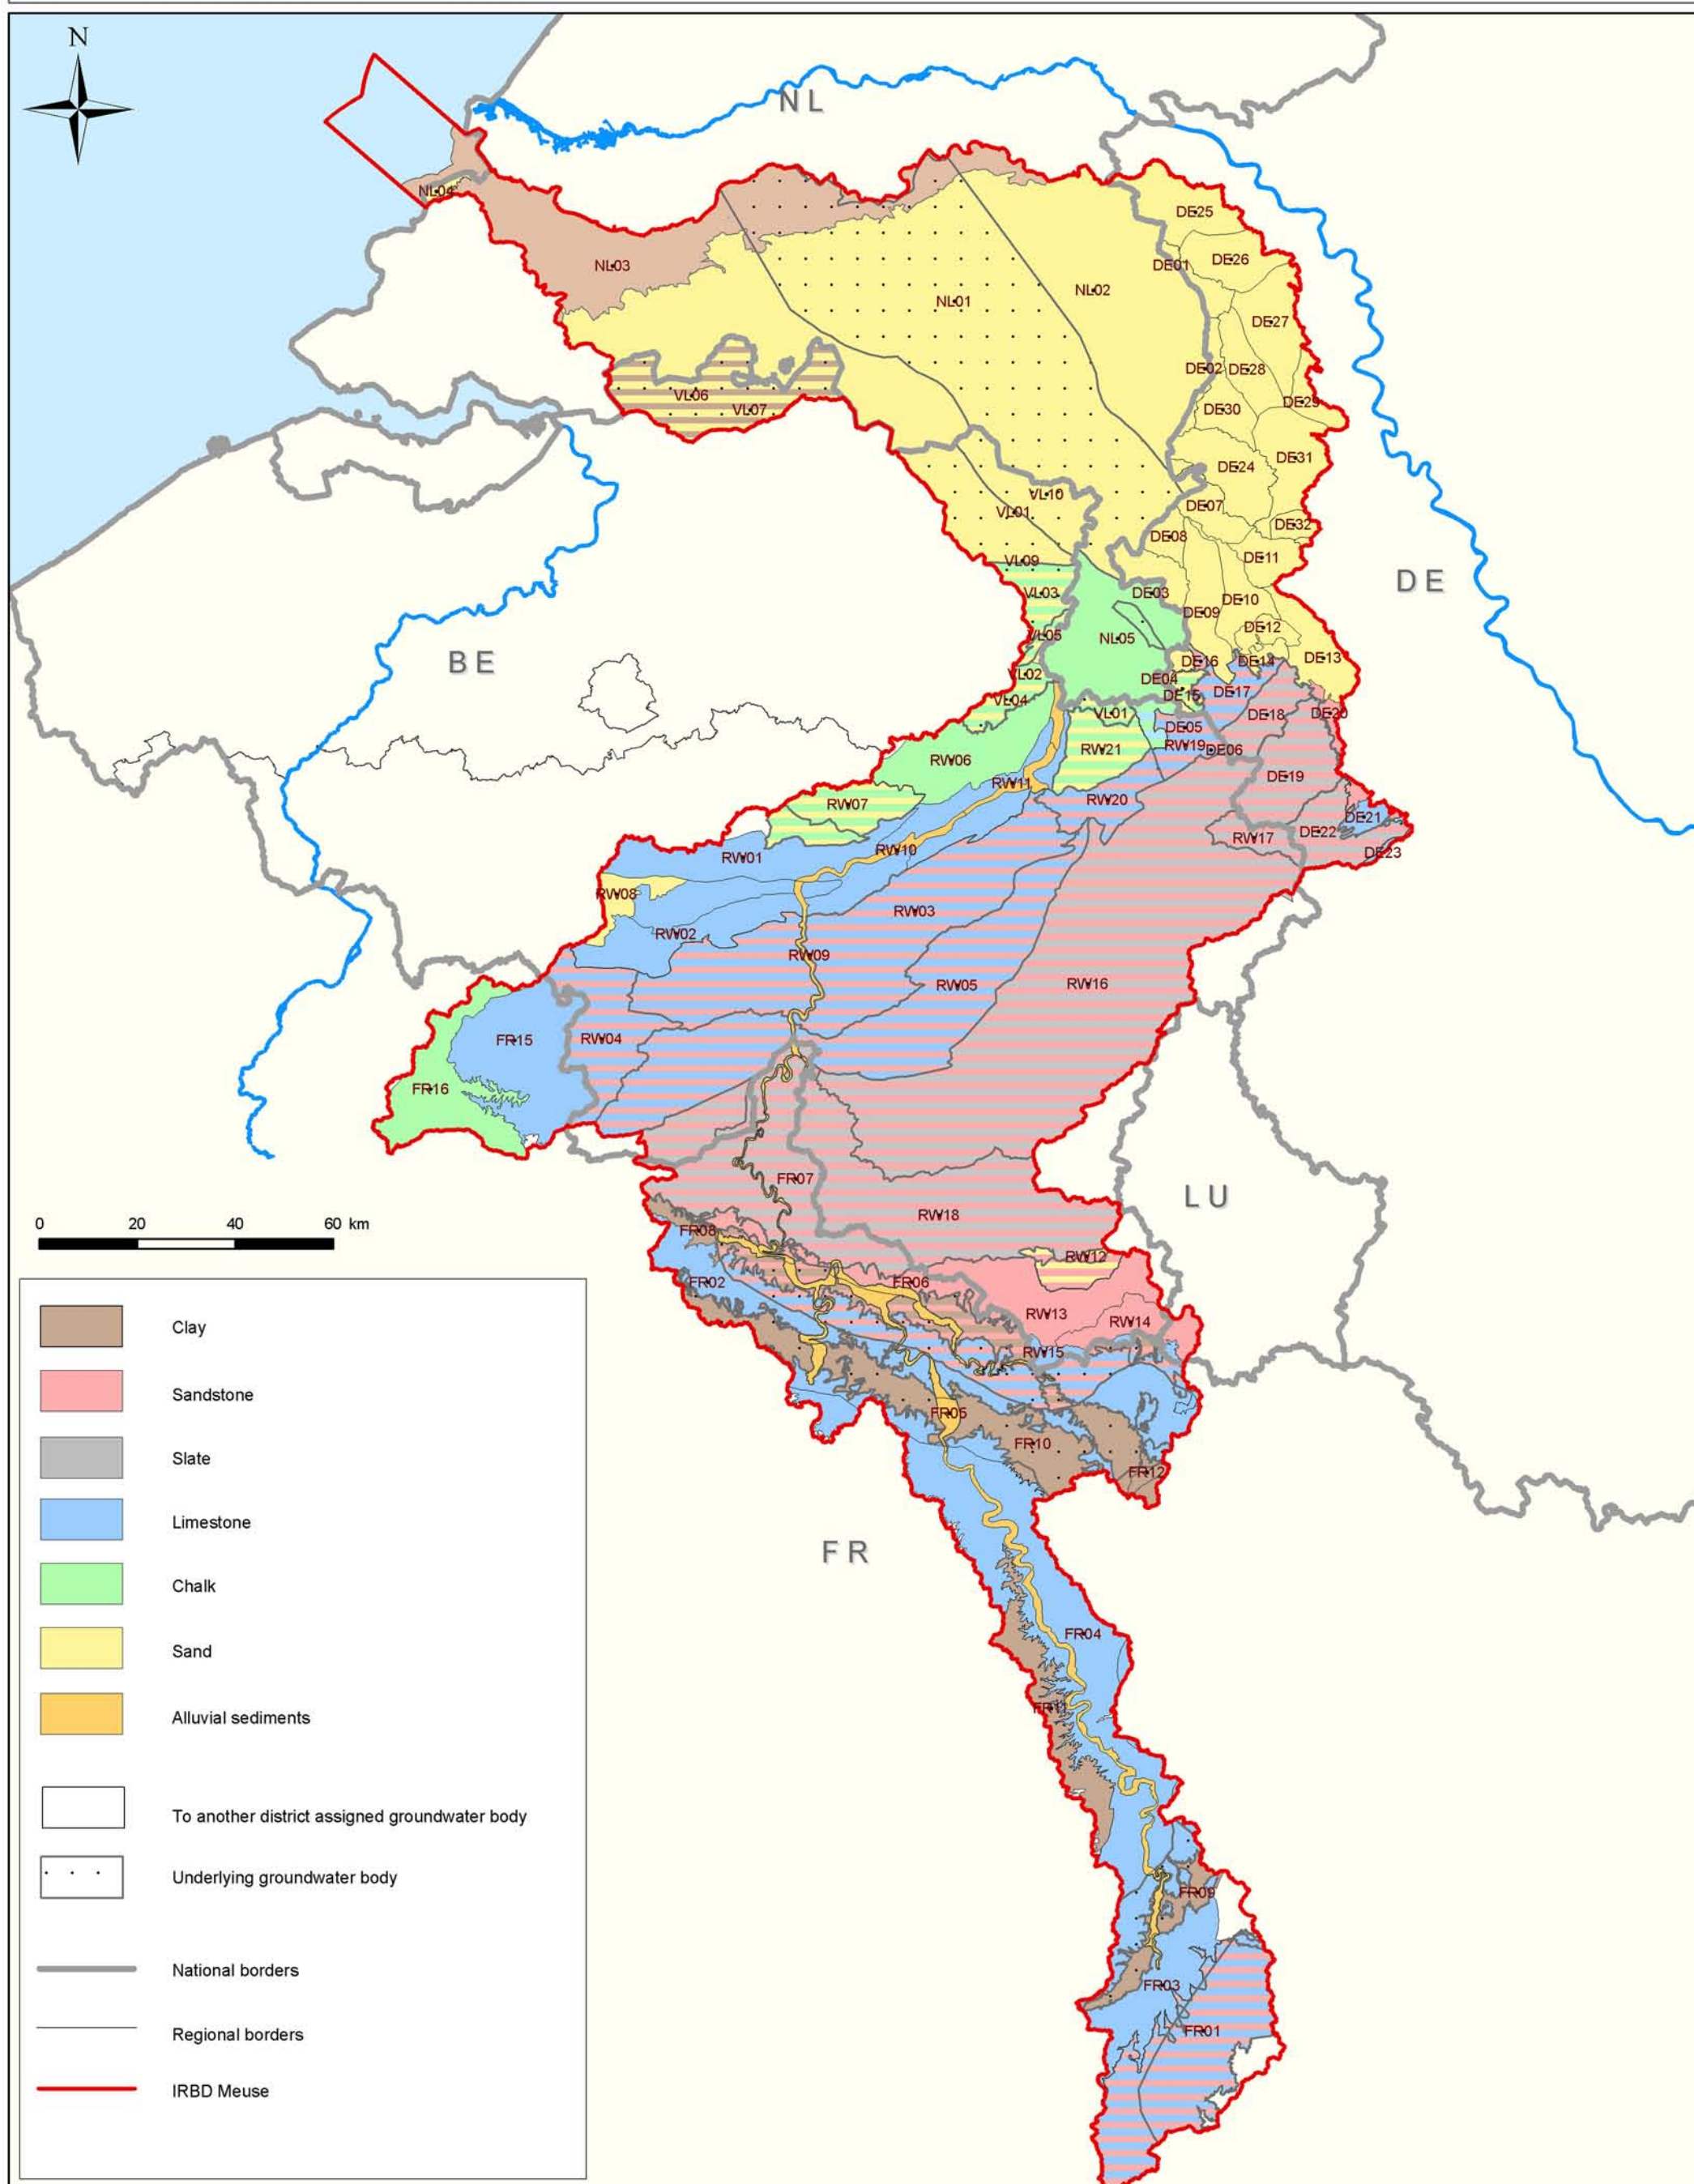 N
NL
NL04
NL03
NL01
NL02
DE25
DE01
DE26
DE27
DE02
DE28
DE29
DE30
VL06
VL07
DE31
DE24
VL10
VL01
DE07
DE32
DE08
DE11
VL09
DE
VL03
DE03
DE10
DE09
DE12
VL05
NL05
BE
DE16
DE14
DE13
VL02
DE04
DE15
DE17
VL04
VL01
DE18
DE20
DE05
RW21
RW19
DE06
RW06
DE19
RW11
RW07
RW20
DE21
DE22
RW17
RW10
DE23
RW01
RW08
RW03
RW02
RW09
RW05
RW16
FR15
RW04
FR16
FR07
LU
RW18
0 20 40 60 km
FR08
RW12
FR02
FR06
RW13
RW14
RW15
FR05
FR10
FR12
FR
FR04
FR11
FR09
FR03
FR01
Clay
Sandstone
Slate
Limestone
Chalk
Sand
Alluvial sediments
To another district assigned groundwater body
Underlying groundwater body
National borders
Regional borders
IRBD Meuse